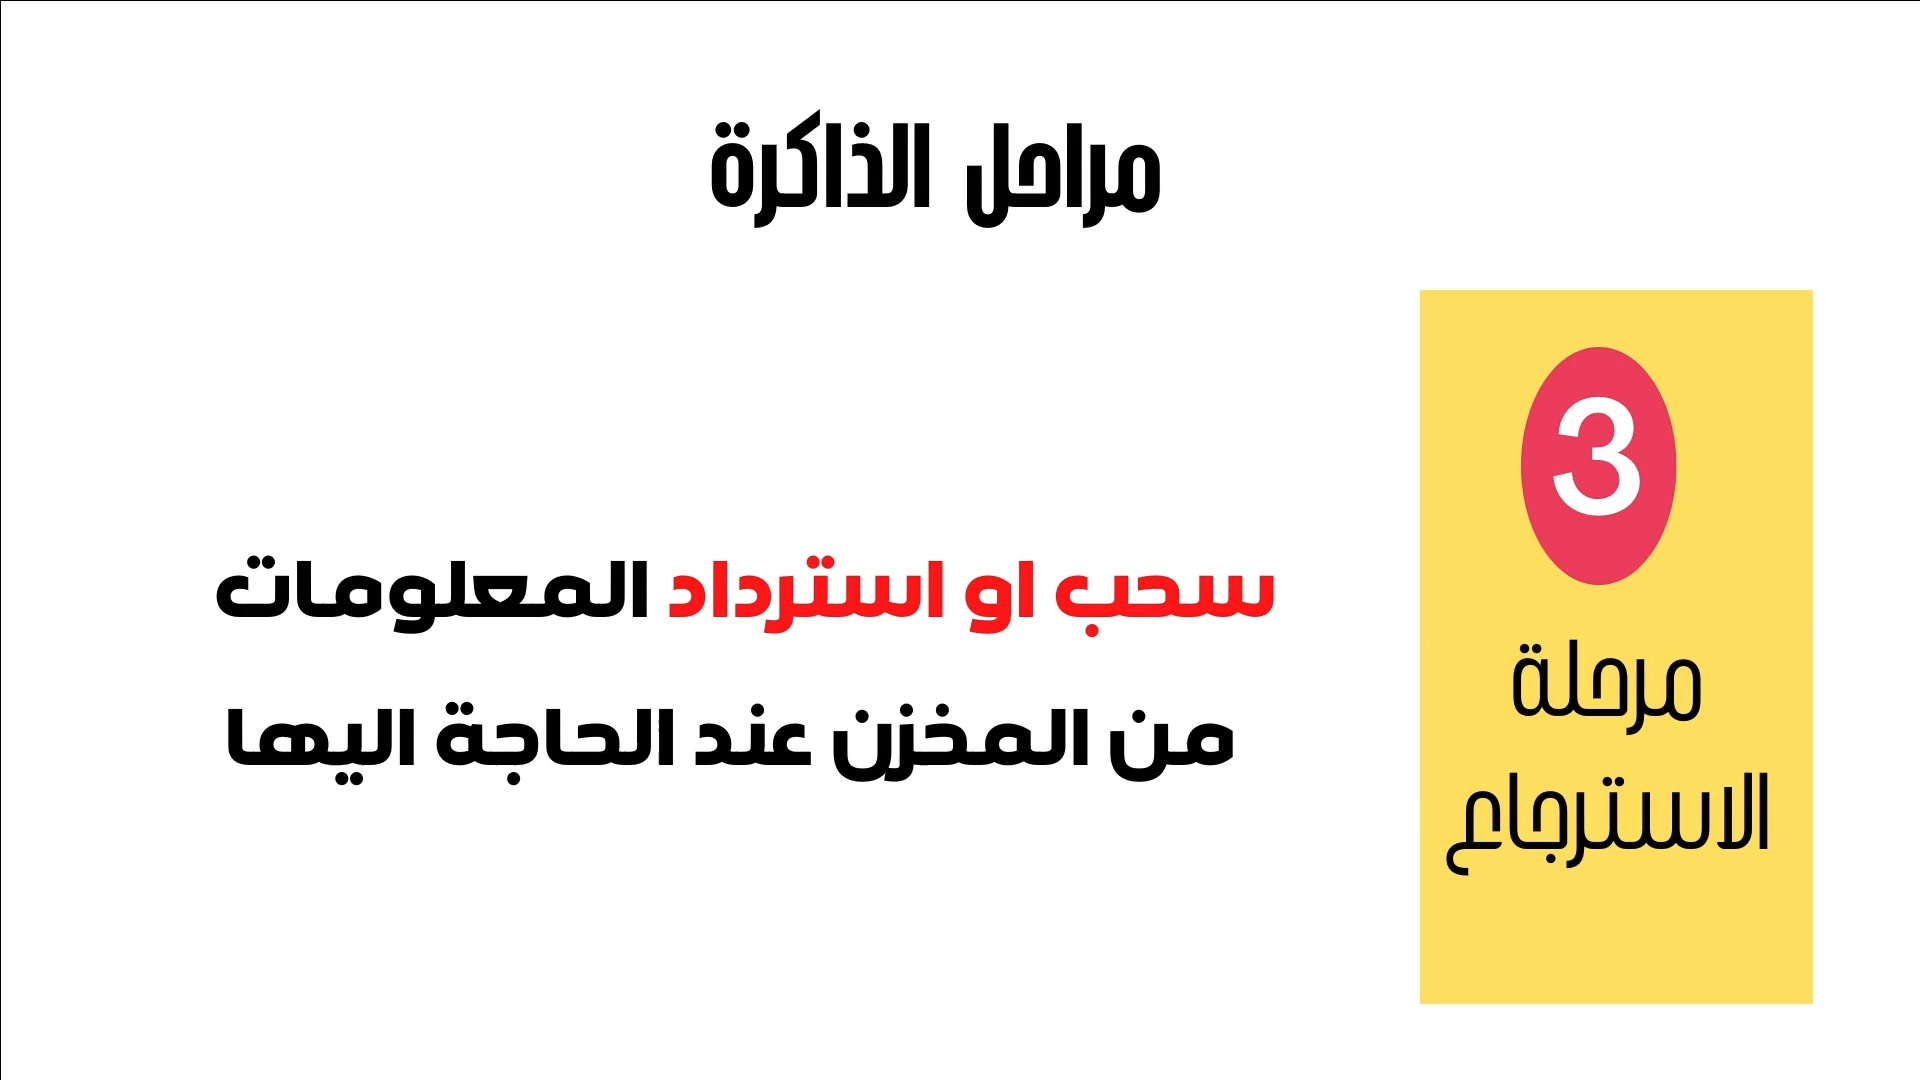 مراحل الذاكرة
3
مرحلة
الاسترجاع
سحب او استرداد المعلومات
من المخزن عند الحاجة اليها